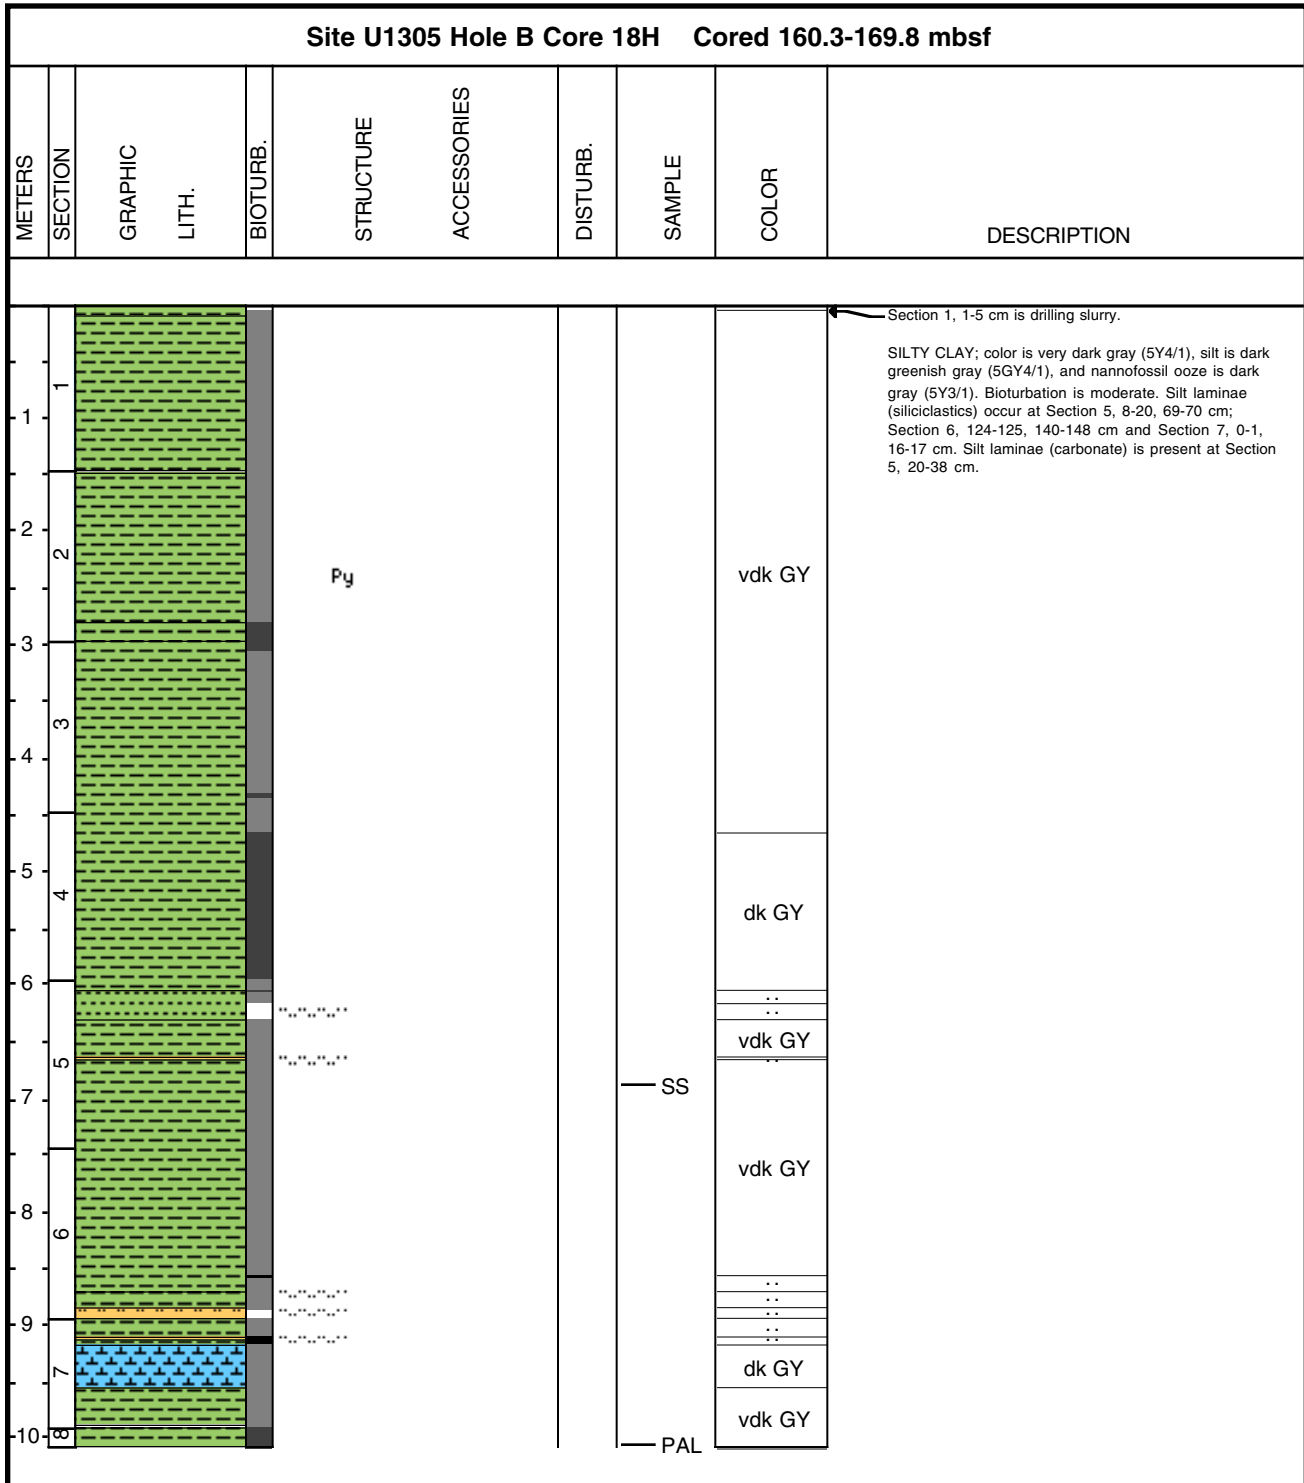 Site U1305 Hole B Core 18H Cored 160.3-169.8 mbsf
METERS
SECTION
GRAPHIC
LITH.
BIOTURB.
STRUCTURE
ACCESSORIES
DISTURB.
SAMPLE
COLOR
DESCRIPTION
Section 1, 1-5 cm is drilling slurry.
SILTY CLAY; color is very dark gray (5Y4/1), silt is dark
greenish gray (5GY4/1), and nannofossil ooze is dark
gray (5Y3/1). Bioturbation is moderate. Silt laminae
(siliciclastics) occur at Section 5, 8-20, 69-70 cm;
Section 6, 124-125, 140-148 cm and Section 7, 0-1,
16-17 cm. Silt laminae (carbonate) is present at Section
5, 20-38 cm.
1
1
2
2
Py
vdk GY
3
3
4
5
4
dk GY
6
vdk GY
5
SS
7
vdk GY
8
6
9
7
dk GY
vdk GY
10
8
PAL